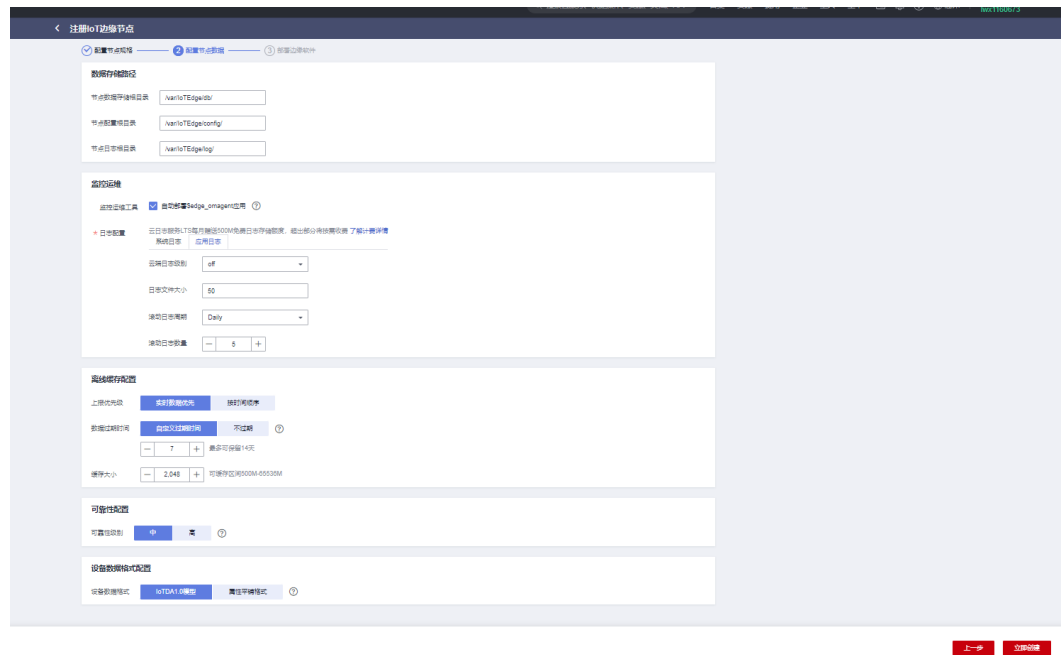 lwx1160673
注册IoT边缘节点
配置节点规格 2 配置节点数据 3 部署边缘软件
数据存储路径
节点数据存储根目录 /var/IoTEdge/db/
节点配置根目录 /var/IoTEdge/config/
节点日志根目录 /var/IoTEdge/log/
监控运维
监控运维工具 自动部署$edge_omagent应用
* 日志配置 云日志服务LTS每月赠送500M免费日志存储额度，超出部分将按需收费 了解计费详情
系统日志 应用日志
云端日志级别 off
日志文件大小 50
滚动日志周期 Daily
滚动日志数量 − 5 +
离线缓存配置
上报优先级 实时数据优先 按时间顺序
数据过期时间 自定义过期时间 不过期
− 7 + 最多可保留14天
缓存大小 − 2,048 + 可缓存区间500M-65536M
可靠性配置
可靠性级别 中 高
设备数据格式配置
设备数据格式 IoTDA1.0模型 属性平铺格式
上一步 立即创建